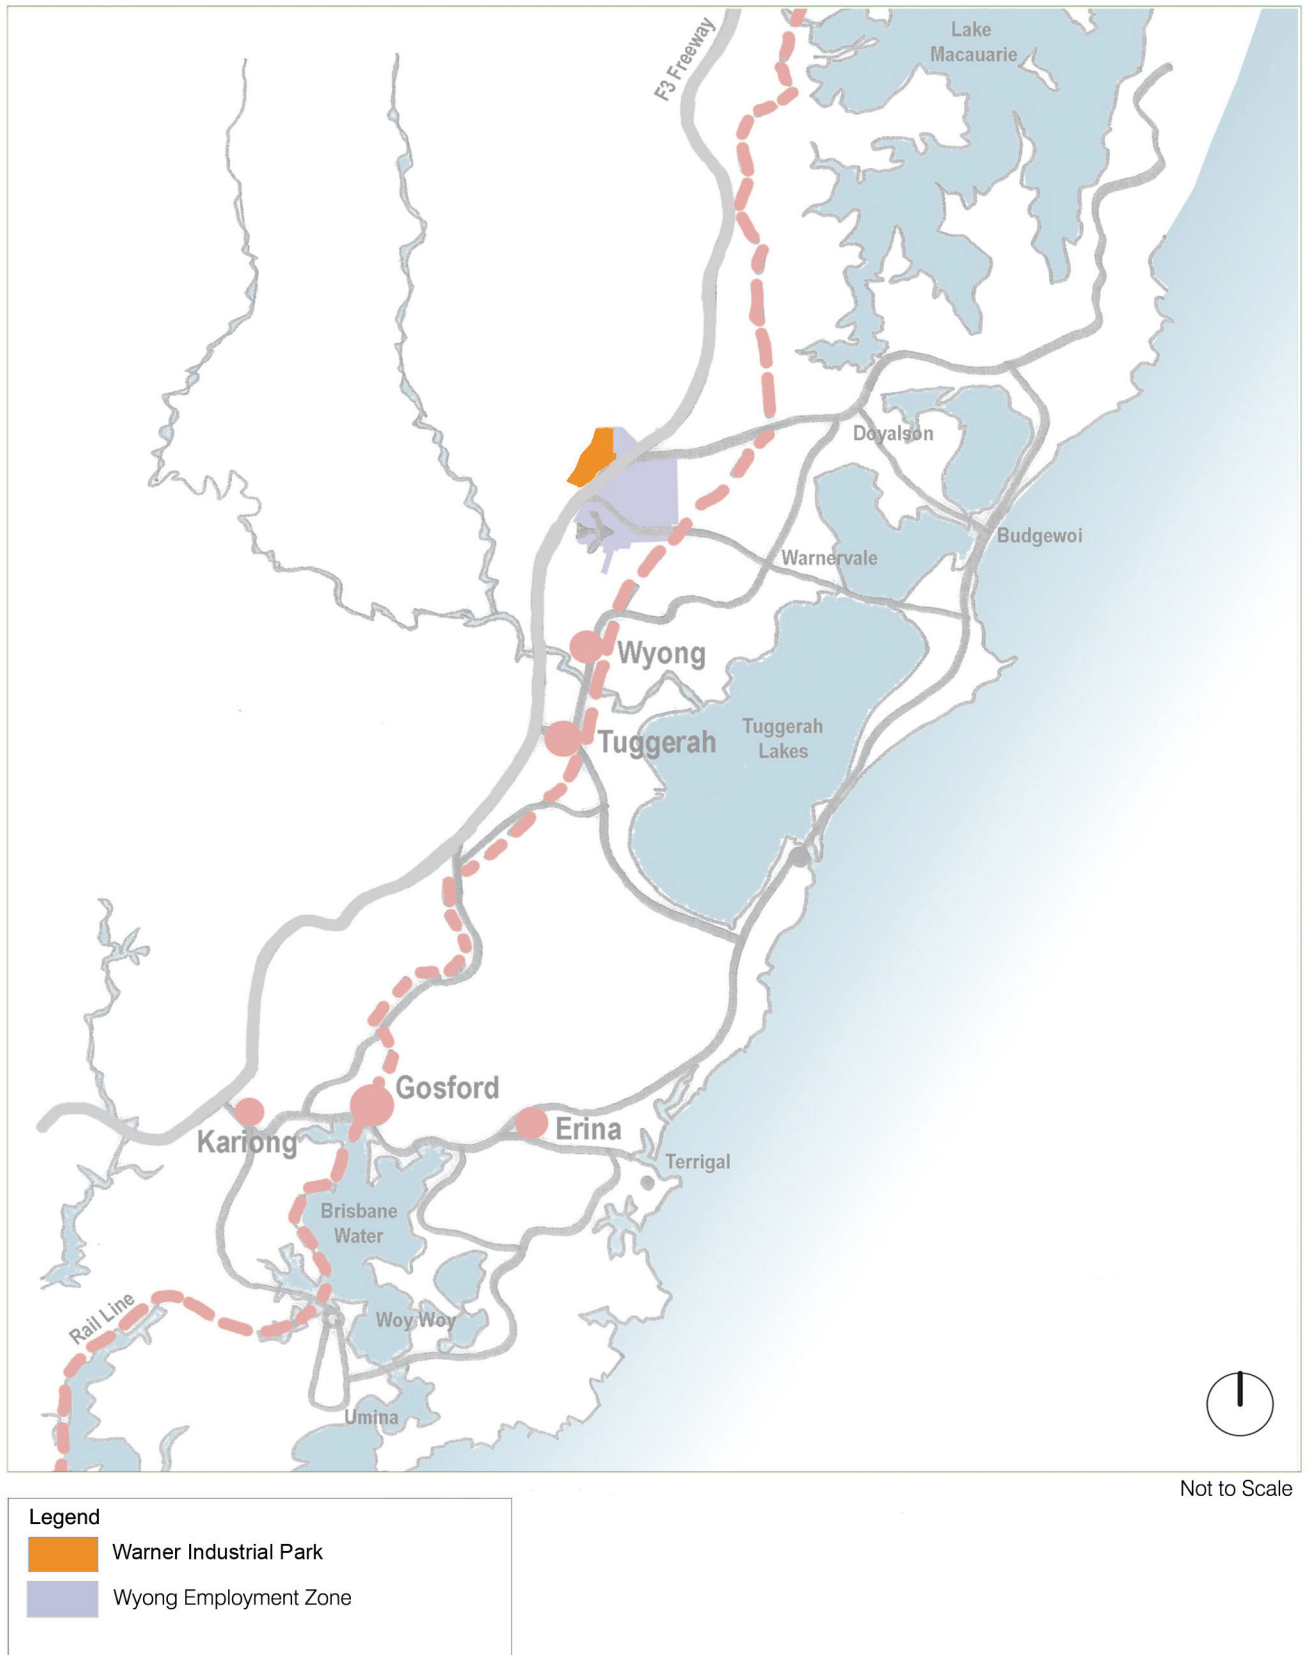 F3 Freeway
Lake
Macauarie
Doyalson
Budgewoi
Warnervale
Wyong
Tuggerah
Tuggerah
Lakes
Gosford
Kariong
Erina
Terrigal
Brisbane
Water
Rail Line
Woy Woy
Umina
Not to Scale
Legend
Warner Industrial Park
Wyong Employment Zone